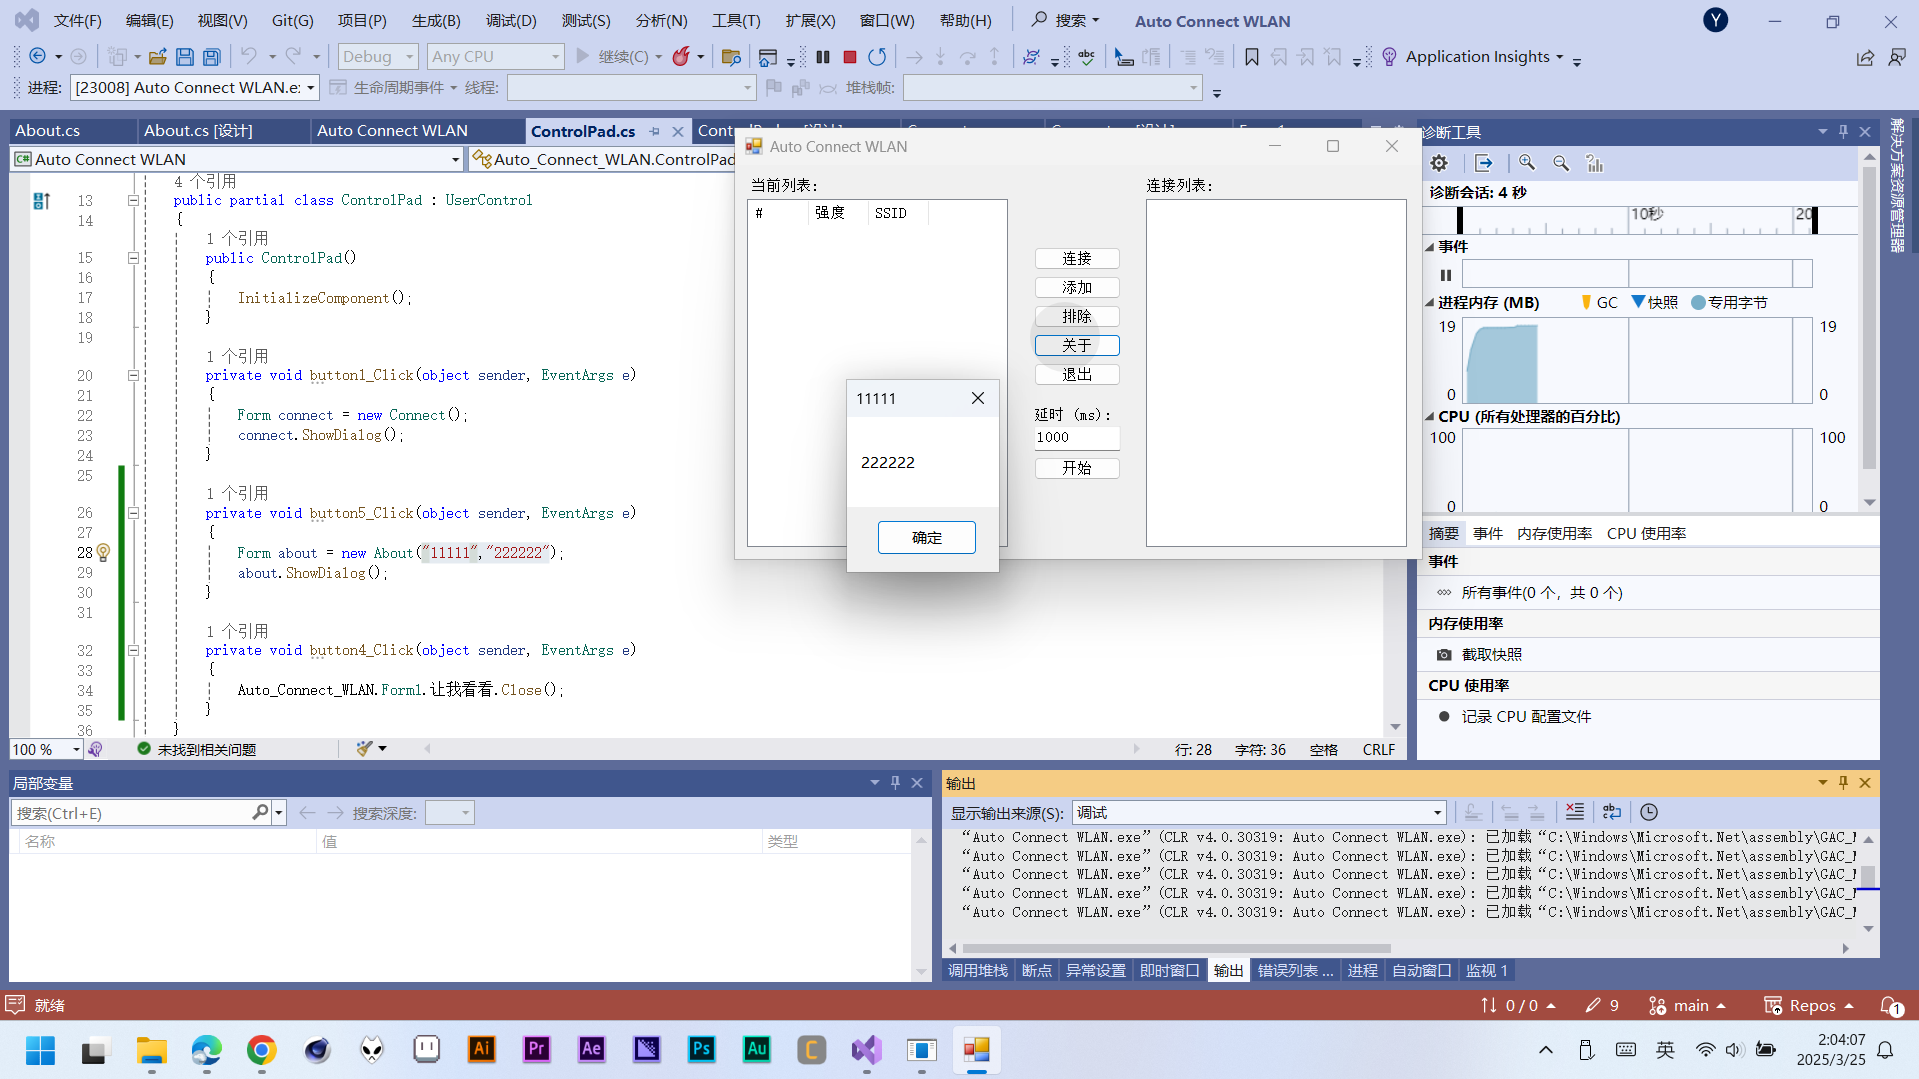 文件(F) 编辑(E) 视图(V) Git(G) 项目(P) 生成(B) 调试(D) 测试(S) 分析(N) 工具(T) 扩展(X) 窗口(W) 帮助(H) 搜索 Auto Connect WLAN Y
Debug Any CPU 继续(C) Application Insights
进程: [23008] Auto Connect WLAN.e: 生命周期事件 线程: 堆栈帧:
About.cs About.cs [设计] Auto Connect WLAN ControlPad.cs
C# Auto Connect WLAN Auto_Connect_WLAN.ControlPad
4 个引用
13 public partial class ControlPad : UserControl
14 {
1 个引用
15 public ControlPad()
16 {
17 InitializeComponent();
18 }
19
1 个引用
20 private void button1_Click(object sender, EventArgs e)
21 {
22 Form connect = new Connect();
23 connect.ShowDialog();
24 }
25
1 个引用
26 private void button5_Click(object sender, EventArgs e)
27 {
28 Form about = new About("11111","222222");
29 about.ShowDialog();
30 }
31
1 个引用
32 private void button4_Click(object sender, EventArgs e)
33 {
34 Auto_Connect_WLAN.Form1.让我看看.Close();
35 }
36 }
100 % 未找到相关问题 行: 28 字符: 36 空格 CRLF
Auto Connect WLAN
当前列表:
# 强度 SSID
连接
添加
排除
关于
退出
延时 (ms):
1000
开始
连接列表:
11111
222222
确定
诊断工具
诊断会话: 4 秒
10秒 20
事件
进程内存 (MB) GC 快照 专用字节
19 19
0 0
CPU (所有处理器的百分比)
100 100
0 0
摘要 事件 内存使用率 CPU 使用率
事件
所有事件(0 个，共 0 个)
内存使用率
截取快照
CPU 使用率
记录 CPU 配置文件
解决方案资源管理器
局部变量
搜索(Ctrl+E) 搜索深度:
名称 值 类型
输出
显示输出来源(S): 调试
“Auto Connect WLAN.exe”(CLR v4.0.30319: Auto Connect WLAN.exe): 已加载“C:\Windows\Microsoft.Net\assembly\GAC_
“Auto Connect WLAN.exe”(CLR v4.0.30319: Auto Connect WLAN.exe): 已加载“C:\Windows\Microsoft.Net\assembly\GAC_
“Auto Connect WLAN.exe”(CLR v4.0.30319: Auto Connect WLAN.exe): 已加载“C:\Windows\Microsoft.Net\assembly\GAC_
“Auto Connect WLAN.exe”(CLR v4.0.30319: Auto Connect WLAN.exe): 已加载“C:\Windows\Microsoft.Net\assembly\GAC_
“Auto Connect WLAN.exe”(CLR v4.0.30319: Auto Connect WLAN.exe): 已加载“C:\Windows\Microsoft.Net\assembly\GAC_
调用堆栈 断点 异常设置 即时窗口 输出 错误列表 ... 进程 自动窗口 监视 1
就绪 0 / 0 9 main Repos 1
Ai Pr Ae Ps Au C 英 2:04:07
2025/3/25